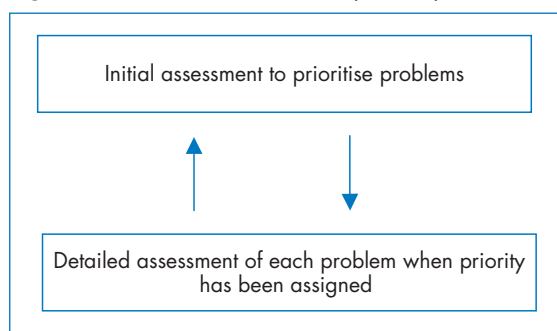 Initial assessment to prioritise problems
Detailed assessment of each problem when priority
has been assigned